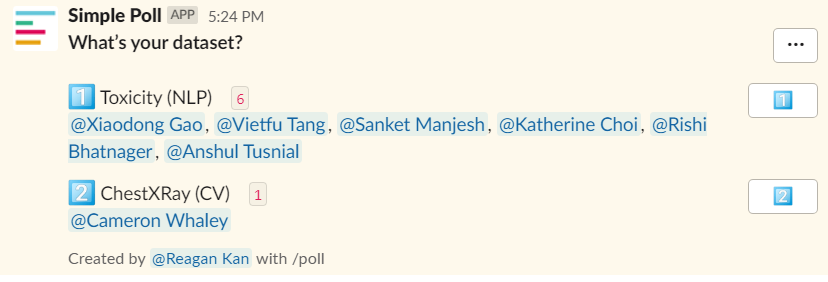 Simple Poll APP 5:24 PM
What's your dataset?
...
1 Toxicity (NLP) 6
1
@Xiaodong Gao, @Vietfu Tang, @Sanket Manjesh, @Katherine Choi, @Rishi
Bhatnager, @Anshul Tusnial
2 ChestXRay (CV) 1
2
@Cameron Whaley
Created by @Reagan Kan with /poll